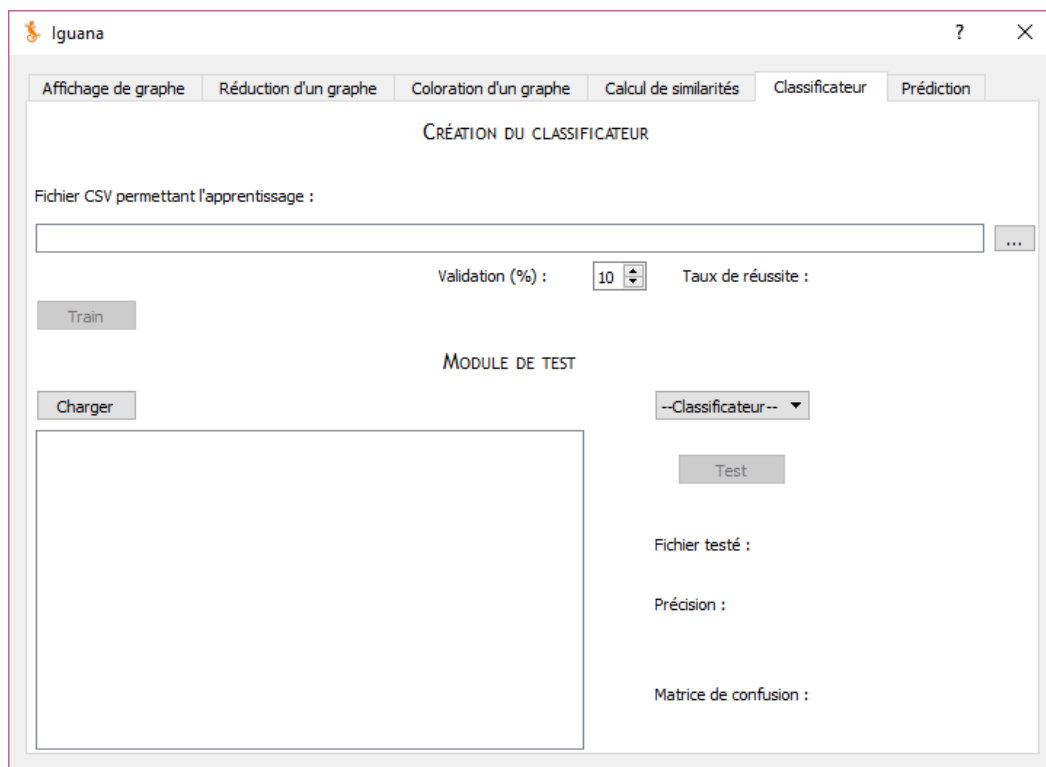 Iguana
?
Affichage de graphe
Réduction d'un graphe
Coloration d'un graphe
Calcul de similarités
Classificateur
Prédiction
CRÉATION DU CLASSIFICATEUR
Fichier CSV permettant l'apprentissage :
...
Validation (%) : 10 Taux de réussite :
Train
MODULE DE TEST
Charger
--Classificateur--
Test
Fichier testé :
Précision :
Matrice de confusion :